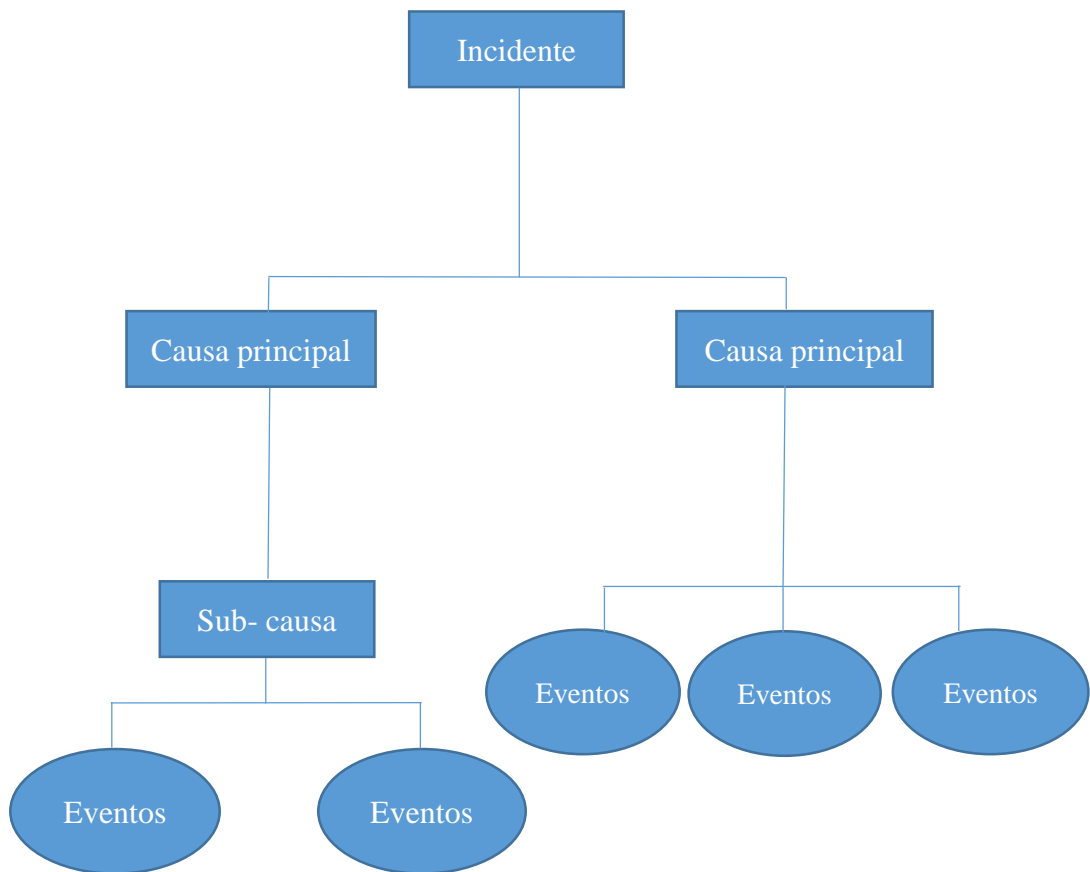 Incidente
Causa principal
Causa principal
Sub- causa
Eventos
Eventos
Eventos
Eventos
Eventos